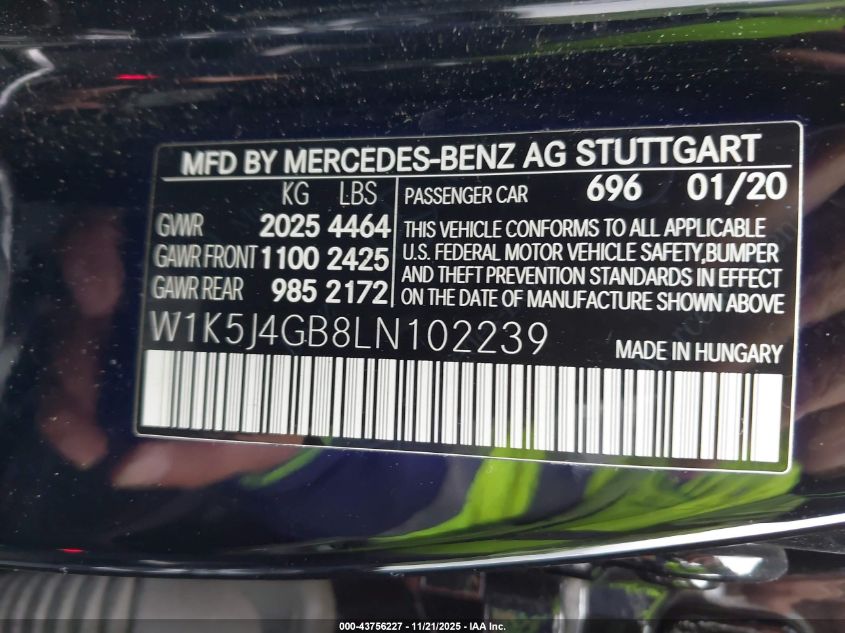 MFD BY MERCEDES-BENZ AG STUTTGART
KG LBS
GWR 2025 4464
GAWR FRONT 1100 2425
GAWR REAR 985 2172
PASSENGER CAR 696 01/20
THIS VEHICLE CONFORMS TO ALL APPLICABLE
U.S. FEDERAL MOTOR VEHICLE SAFETY,BUMPER
AND THEFT PREVENTION STANDARDS IN EFFECT
ON THE DATE OF MANUFACTURE SHOWN ABOVE
W1K5J4GB8LN102239
MADE IN HUNGARY
000-43756227 - 11/21/2025 - IAA Inc.